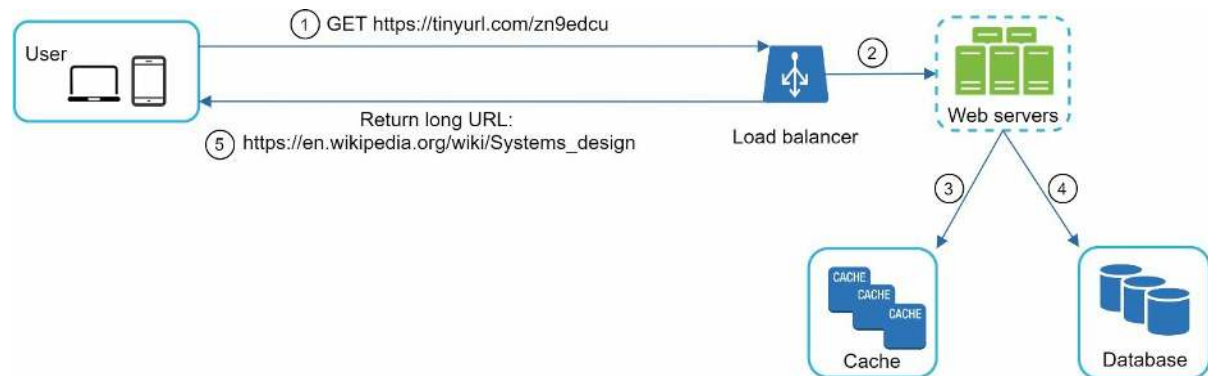 ① GET https://tinyurl.com/zn9edcu
User
②
Return long URL:
⑤ https://en.wikipedia.org/wiki/Systems_design
Load balancer
Web servers
③
④
CACHE
CACHE
CACHE
Cache
Database